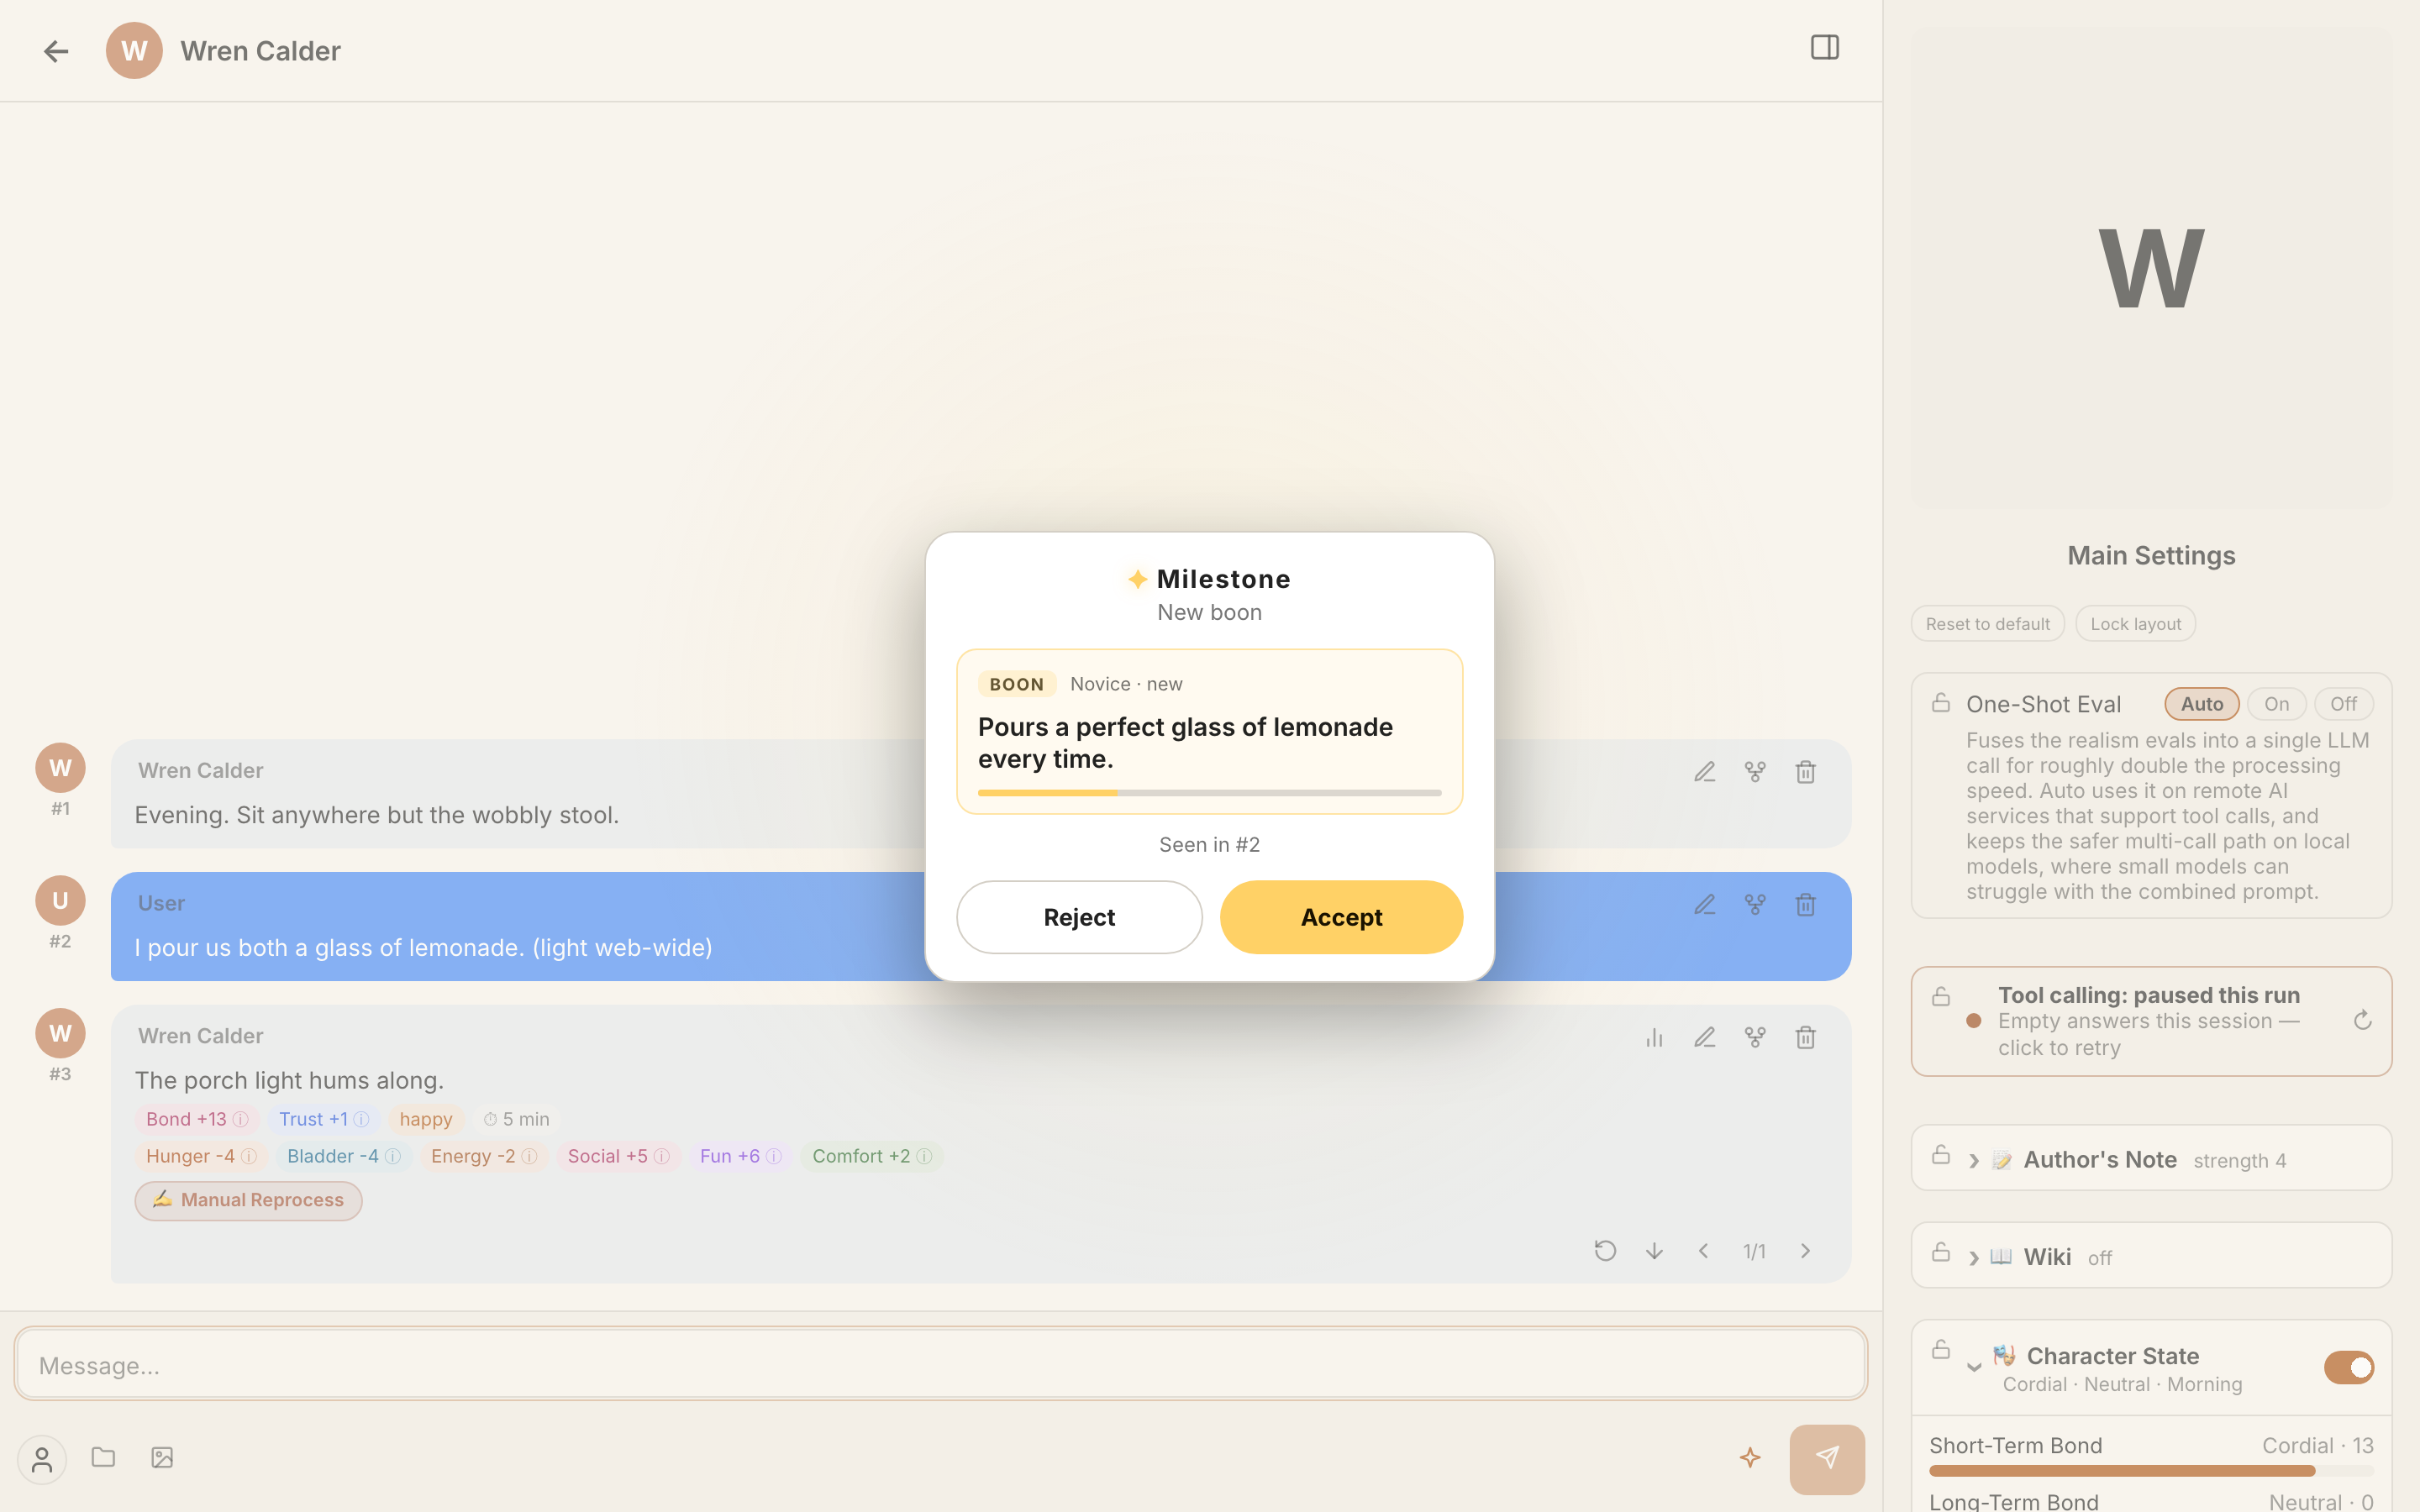 W
Wren Calder
W
Main Settings
Reset to default
Lock layout
One-Shot Eval
Auto
On
Off
Fuses the realism evals into a single LLM
call for roughly double the processing
speed. Auto uses it on remote AI
services that support tool calls, and
keeps the safer multi-call path on local
models, where small models can
struggle with the combined prompt.
Tool calling: paused this run
Empty answers this session —
click to retry
Author's Note strength 4
Wiki off
Character State
Cordial · Neutral · Morning
Short-Term Bond Cordial · 13
Long-Term Bond Neutral · 0
Milestone
New boon
BOON Novice · new
Pours a perfect glass of lemonade
every time.
Seen in #2
Reject
Accept
W
#1
Wren Calder
Evening. Sit anywhere but the wobbly stool.
U
#2
User
I pour us both a glass of lemonade. (light web-wide)
W
#3
Wren Calder
The porch light hums along.
Bond +13 Trust +1 happy 5 min
Hunger -4 Bladder -4 Energy -2 Social +5 Fun +6 Comfort +2
Manual Reprocess
1/1
Message...